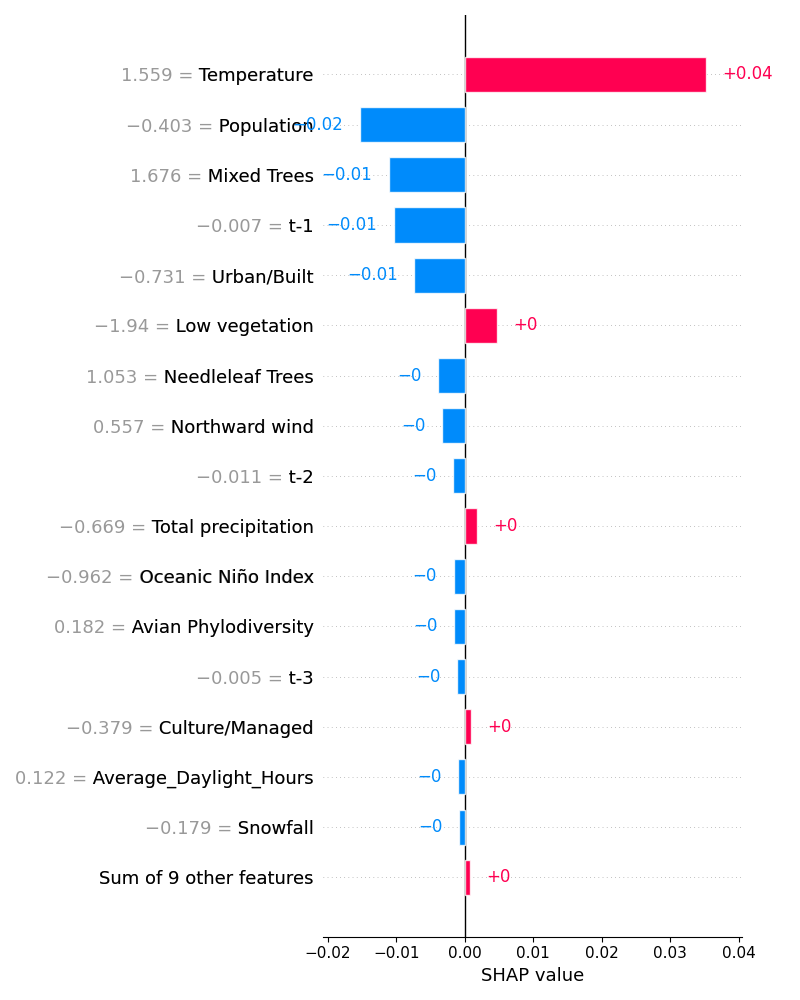 1.559 = Temperature +0.04
−0.403 = Population −0.02
1.676 = Mixed Trees −0.01
−0.007 = t-1 −0.01
−0.731 = Urban/Built −0.01
−1.94 = Low vegetation +0
1.053 = Needleleaf Trees −0
0.557 = Northward wind −0
−0.011 = t-2 −0
−0.669 = Total precipitation +0
−0.962 = Oceanic Niño Index −0
0.182 = Avian Phylodiversity −0
−0.005 = t-3 −0
−0.379 = Culture/Managed +0
0.122 = Average_Daylight_Hours −0
−0.179 = Snowfall −0
Sum of 9 other features +0
−0.02 −0.01 0.00 0.01 0.02 0.03 0.04
SHAP value